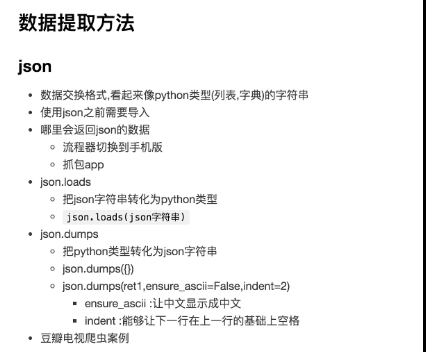 数据提取方法
json
数据交换格式,看起来像python类型(列表,字典)的字符串
使用json之前需要导入
哪里会返回json的数据
流程器切换到手机版
抓包app
json.loads
把json字符串转化为python类型
json.loads(json字符串)
json.dumps
把python类型转化为json字符串
json.dumps({})
json.dumps(ret1,ensure_ascii=False,indent=2)
ensure_ascii :让中文显示成中文
indent :能够让下一行在上一行的基础上空格
豆瓣电视爬虫案例